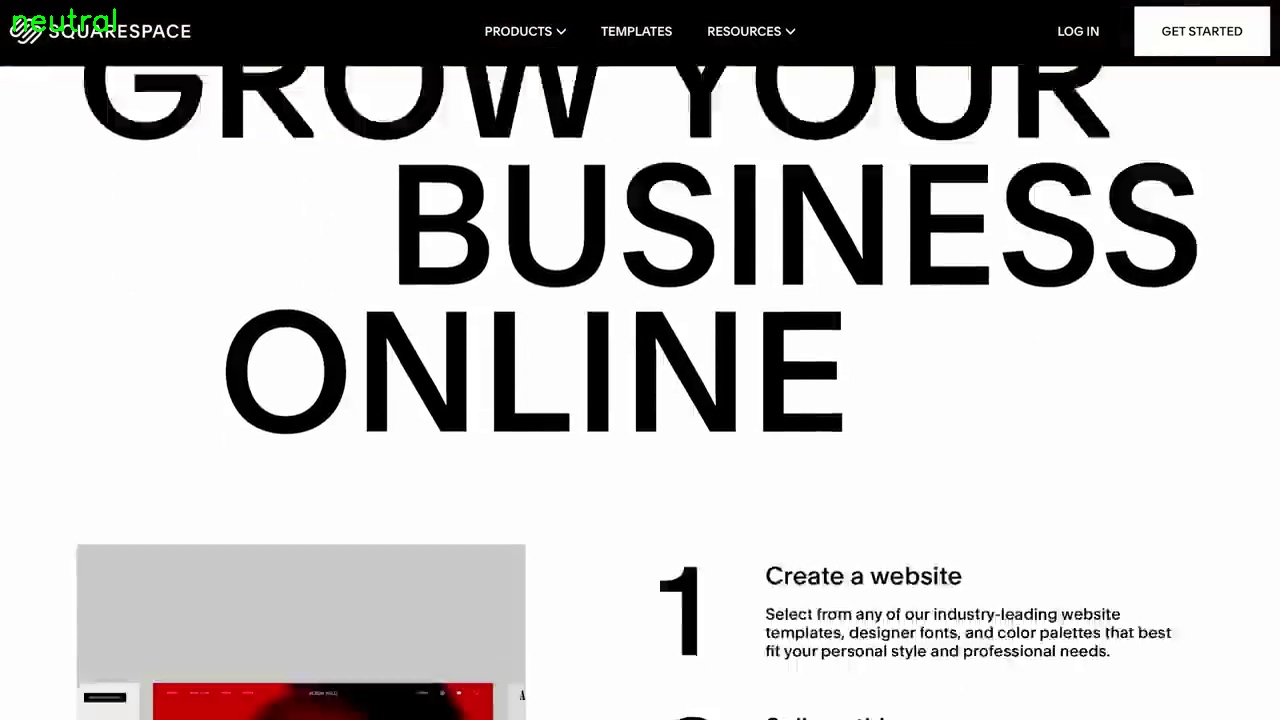 neutral
SQUARESPACE
PRODUCTS
TEMPLATES
RESOURCES
LOG IN
GET STARTED
GROW YOUR
BUSINESS
ONLINE
1
Create a website
Select from any of our industry-leading website
templates, designer fonts, and color palettes that best
fit your personal style and professional needs.